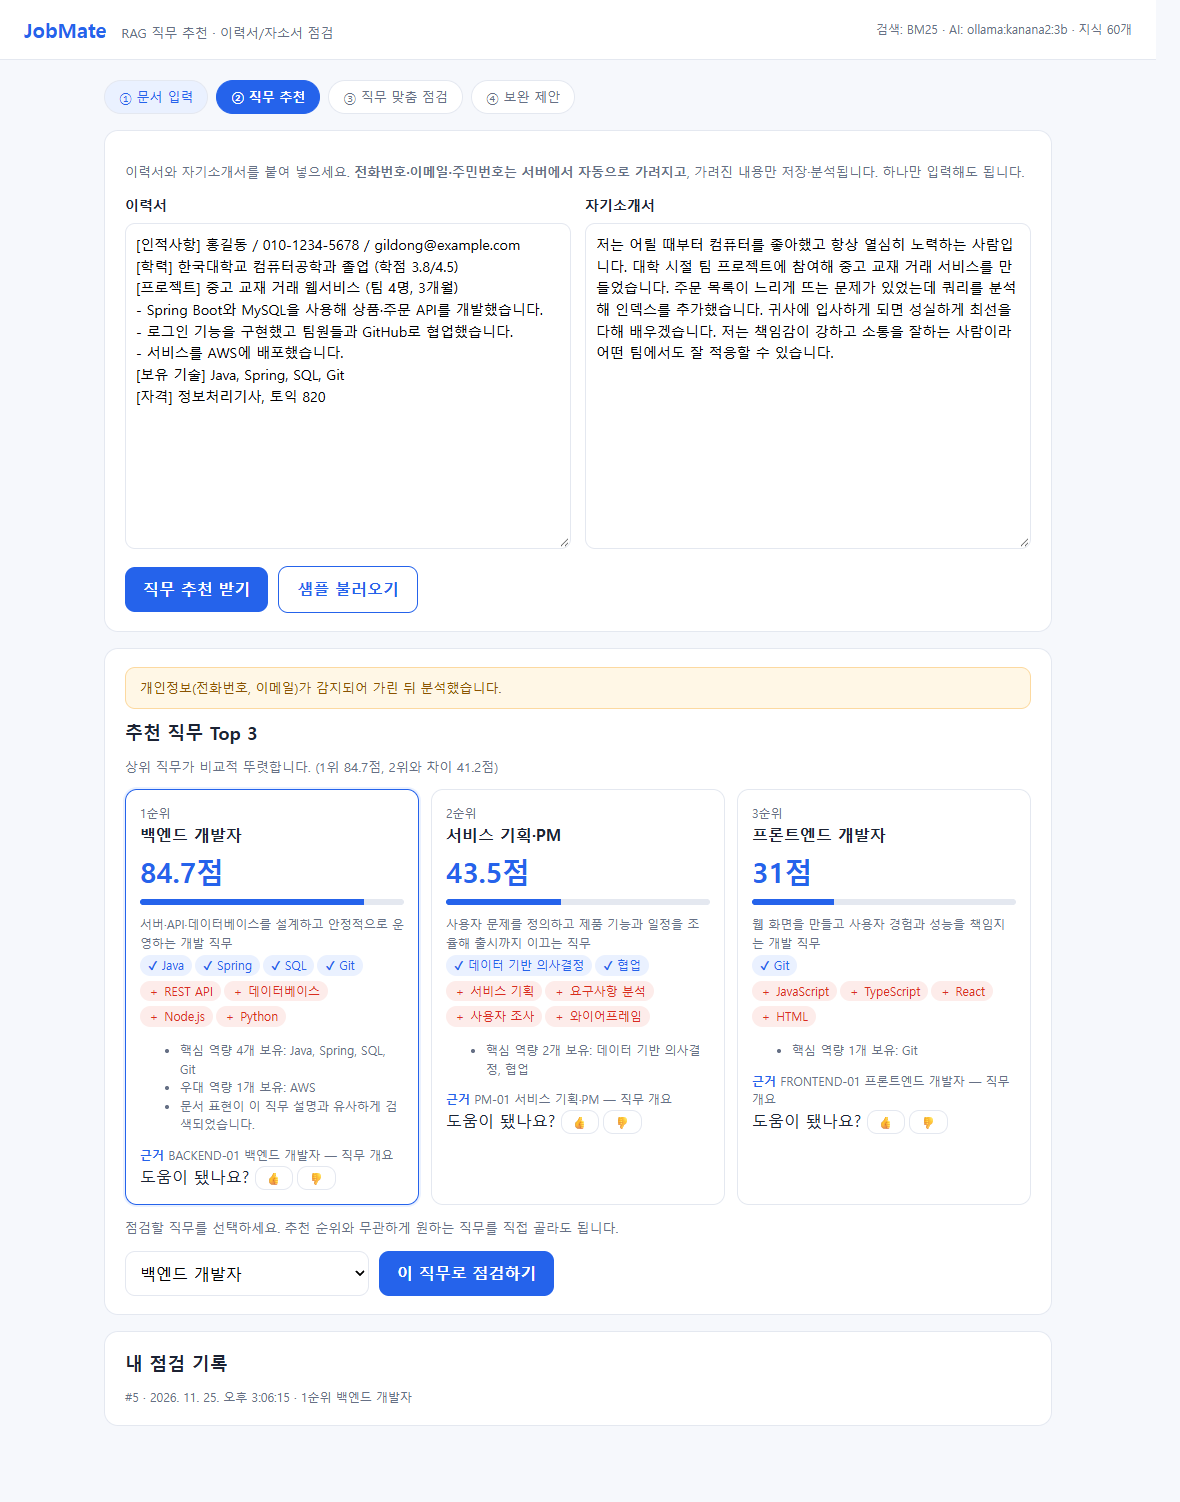 JobMate RAG 직무 추천 · 이력서/자소서 점검
검색: BM25 · AI: ollama:kanana2:3b · 지식 60개
① 문서 입력
② 직무 추천
③ 직무 맞춤 점검
④ 보완 제안
이력서와 자기소개서를 붙여 넣으세요. 전화번호·이메일·주민번호는 서버에서 자동으로 가려지고, 가려진 내용만 저장·분석됩니다. 하나만 입력해도 됩니다.
이력서
[인적사항] 홍길동 / 010-1234-5678 / gildong@example.com
[학력] 한국대학교 컴퓨터공학과 졸업 (학점 3.8/4.5)
[프로젝트] 중고 교재 거래 웹서비스 (팀 4명, 3개월)
- Spring Boot와 MySQL을 사용해 상품·주문 API를 개발했습니다.
- 로그인 기능을 구현했고 팀원들과 GitHub로 협업했습니다.
- 서비스를 AWS에 배포했습니다.
[보유 기술] Java, Spring, SQL, Git
[자격] 정보처리기사, 토익 820
자기소개서
저는 어릴 때부터 컴퓨터를 좋아했고 항상 열심히 노력하는 사람입
니다. 대학 시절 팀 프로젝트에 참여해 중고 교재 거래 서비스를 만
들었습니다. 주문 목록이 느리게 뜨는 문제가 있었는데 쿼리를 분석
해 인덱스를 추가했습니다. 귀사에 입사하게 되면 성실하게 최선을
다해 배우겠습니다. 저는 책임감이 강하고 소통을 잘하는 사람이라
어떤 팀에서도 잘 적응할 수 있습니다.
직무 추천 받기
샘플 불러오기
개인정보(전화번호, 이메일)가 감지되어 가린 뒤 분석했습니다.
추천 직무 Top 3
상위 직무가 비교적 뚜렷합니다. (1위 84.7점, 2위와 차이 41.2점)
1순위
백엔드 개발자
84.7점
서버·API·데이터베이스를 설계하고 안정적으로 운
영하는 개발 직무
✓ Java ✓ Spring ✓ SQL ✓ Git
+ REST API + 데이터베이스
+ Node.js + Python
• 핵심 역량 4개 보유: Java, Spring, SQL,
Git
• 우대 역량 1개 보유: AWS
• 문서 표현이 이 직무 설명과 유사하게 검
색되었습니다.
근거 BACKEND-01 백엔드 개발자 — 직무 개요
도움이 됐나요? 👍 👎
2순위
서비스 기획·PM
43.5점
사용자 문제를 정의하고 제품 기능과 일정을 조
율해 출시까지 이끄는 직무
✓ 데이터 기반 의사결정 ✓ 협업
+ 서비스 기획 + 요구사항 분석
+ 사용자 조사 + 와이어프레임
• 핵심 역량 2개 보유: 데이터 기반 의사결
정, 협업
근거 PM-01 서비스 기획·PM — 직무 개요
도움이 됐나요? 👍 👎
3순위
프론트엔드 개발자
31점
웹 화면을 만들고 사용자 경험과 성능을 책임지
는 개발 직무
✓ Git
+ JavaScript + TypeScript + React
+ HTML
• 핵심 역량 1개 보유: Git
근거 FRONTEND-01 프론트엔드 개발자 — 직무
개요
도움이 됐나요? 👍 👎
점검할 직무를 선택하세요. 추천 순위와 무관하게 원하는 직무를 직접 골라도 됩니다.
백엔드 개발자
이 직무로 점검하기
내 점검 기록
#5 · 2026. 11. 25. 오후 3:06:15 · 1순위 백엔드 개발자